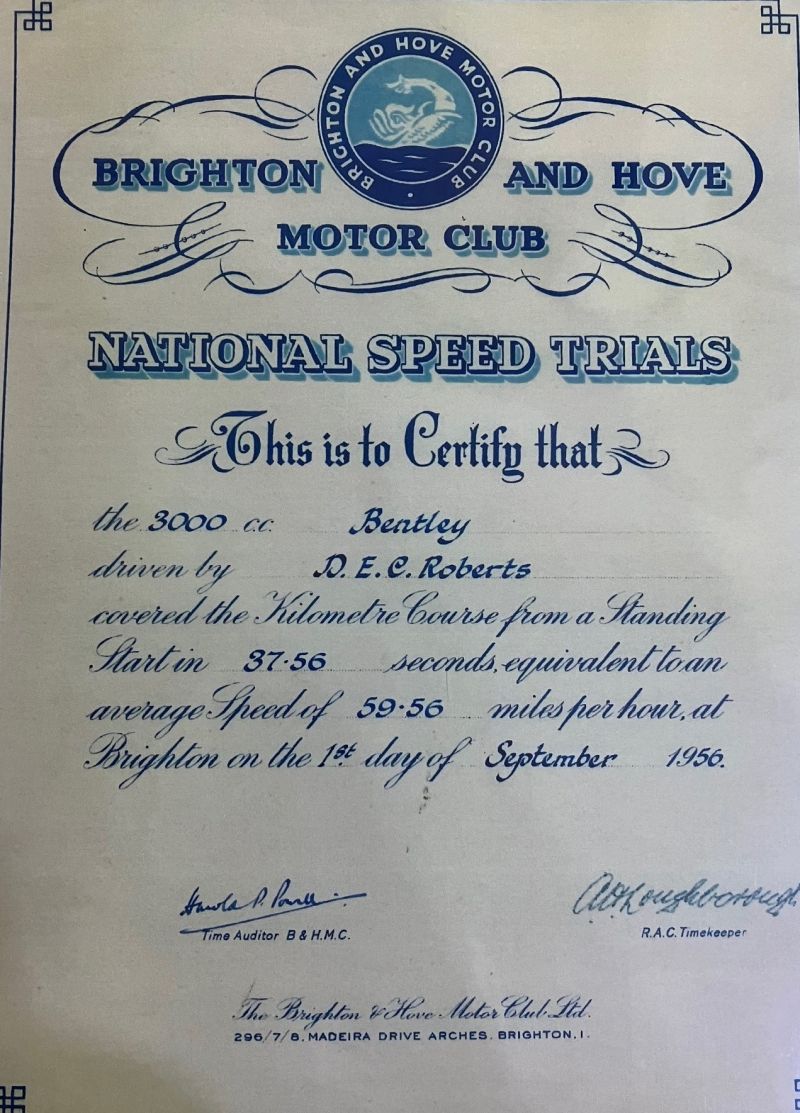 BRIGHTON AND HOVE MOTOR CLUB
BRIGHTON AND HOVE
MOTOR CLUB
NATIONAL SPEED TRIALS
This is to Certify that
the 3000 c.c. Bentley
driven by D. E. C. Roberts
covered the Kilometre Course from a Standing
Start in 37·56 seconds, equivalent to an
average Speed of 59·56 miles per hour, at
Brighton on the 1st day of September 1956.
Harold P. Powell
Time Auditor B & H.M.C.
Loughborough
R.A.C. Timekeeper
The Brighton & Hove Motor Club Ltd.
296/7/8, MADEIRA DRIVE ARCHES, BRIGHTON, 1.